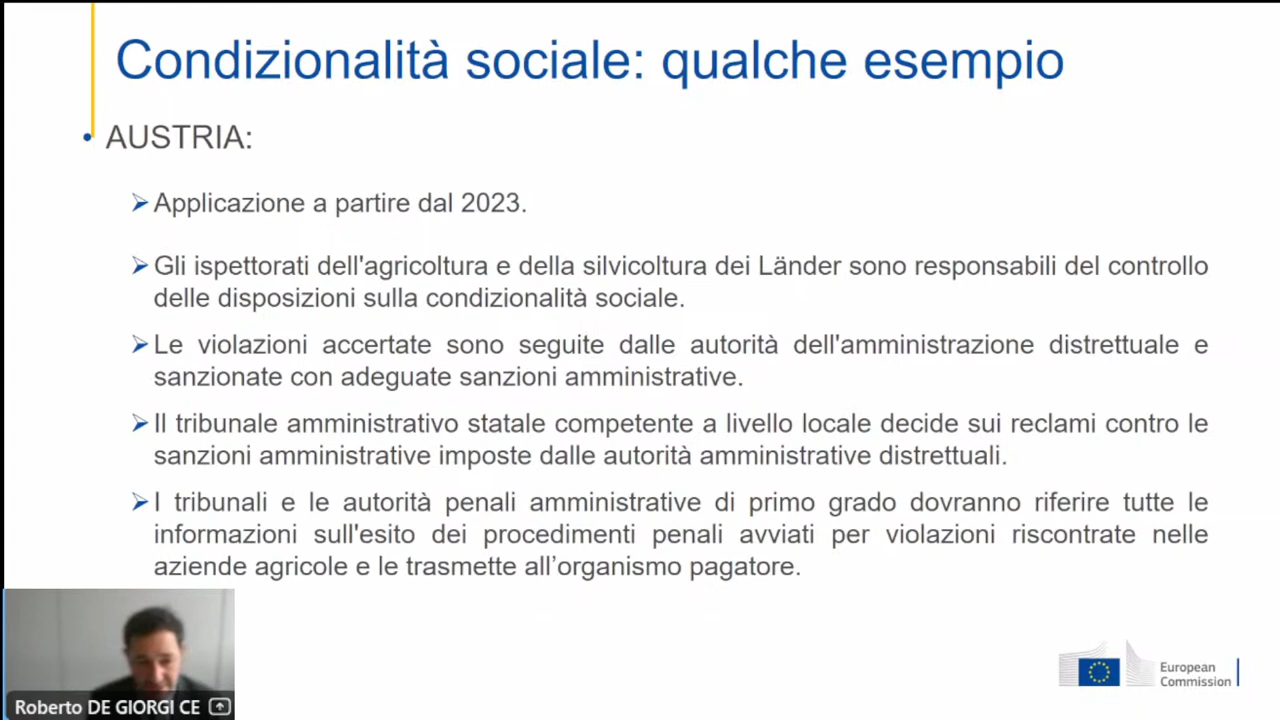 Condizionalità sociale: qualche esempio
• AUSTRIA:
Applicazione a partire dal 2023.
Gli ispettorati dell'agricoltura e della silvicoltura dei Länder sono responsabili del controllo
delle disposizioni sulla condizionalità sociale.
Le violazioni accertate sono seguite dalle autorità dell'amministrazione distrettuale e
sanzionate con adeguate sanzioni amministrative.
Il tribunale amministrativo statale competente a livello locale decide sui reclami contro le
sanzioni amministrative imposte dalle autorità amministrative distrettuali.
I tribunali e le autorità penali amministrative di primo grado dovranno riferire tutte le
informazioni sull'esito dei procedimenti penali avviati per violazioni riscontrate nelle
aziende agricole e le trasmette all’organismo pagatore.
European
Commission
Roberto DE GIORGI CE